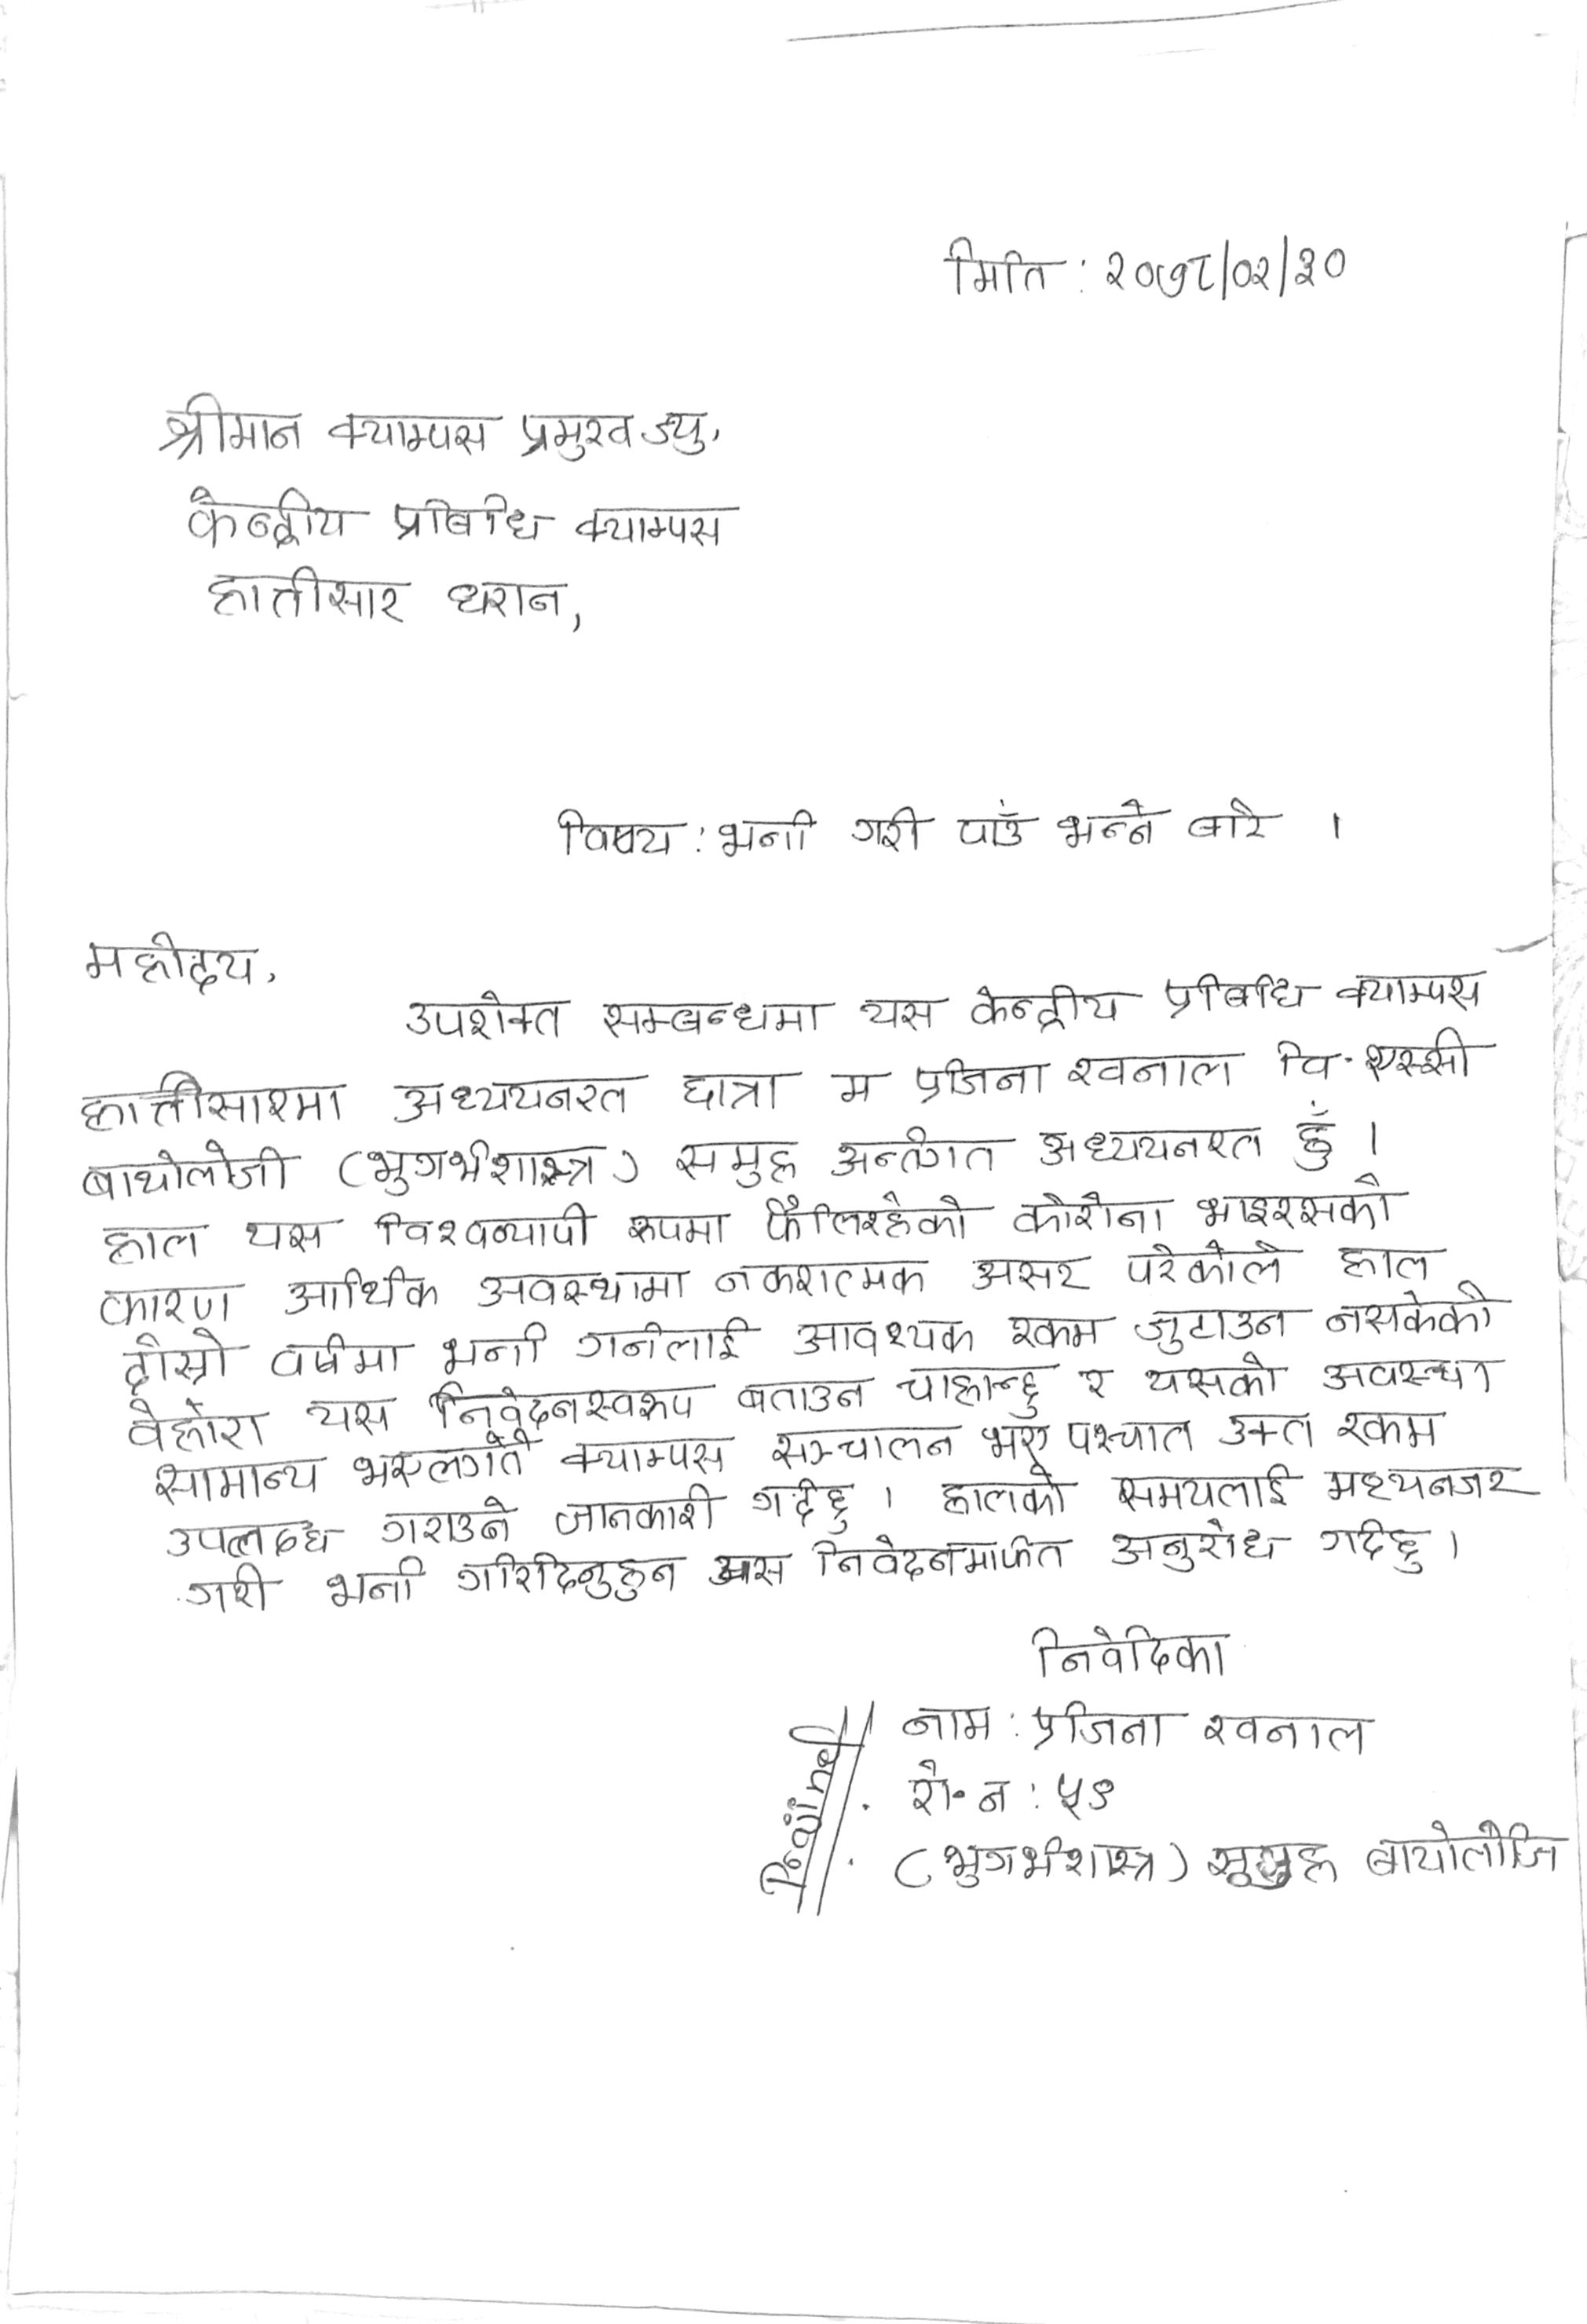 मिति : २०७८/०२/३०
श्रीमान क्याम्पस प्रमुख ज्यु,
केन्द्रीय प्रबिधि क्याम्पस
हात्तीसार धरान,
विषय : भर्ना गरी पाउँ भन्ने बारे ।
महोदय,
उपरोक्त सम्बन्धमा यस केन्द्रीय प्रबिधि क्याम्पस
हात्तीसारमा अध्ययनरत छात्रा म प्रजिना खनाल वि. एस्सी
बायोलोजी (भुगर्भशास्त्र) समुह अन्तर्गत अध्ययनरत छुँ ।
हाल यस विश्वव्यापी रुपमा फैलिरहेको कोरोना भाइरसको
कारण आर्थिक अवस्थामा नकरात्मक असर परेकोले हाल
दोस्रो वर्षमा भर्ना गर्नलाई आवश्यक रकम जुटाउन नसकेको
वेहोरा यस निवेदनस्वरुप बताउन चाहान्छु र यसको अवस्था
सामान्य भएलगत्तै क्याम्पस सञ्चालन भए पश्चात उक्त रकम
उपलब्ध गराउने जानकारी गर्दछु । हालको समयलाई मध्यनजर
गरी भर्ना गरिदिनुहुन यस निवेदनमार्फत अनुरोध गर्दछु ।
निवेदिका
नाम : प्रजिना खनाल
रो. न : ५९
(भुगर्भशास्त्र) समुह बायोलोजि